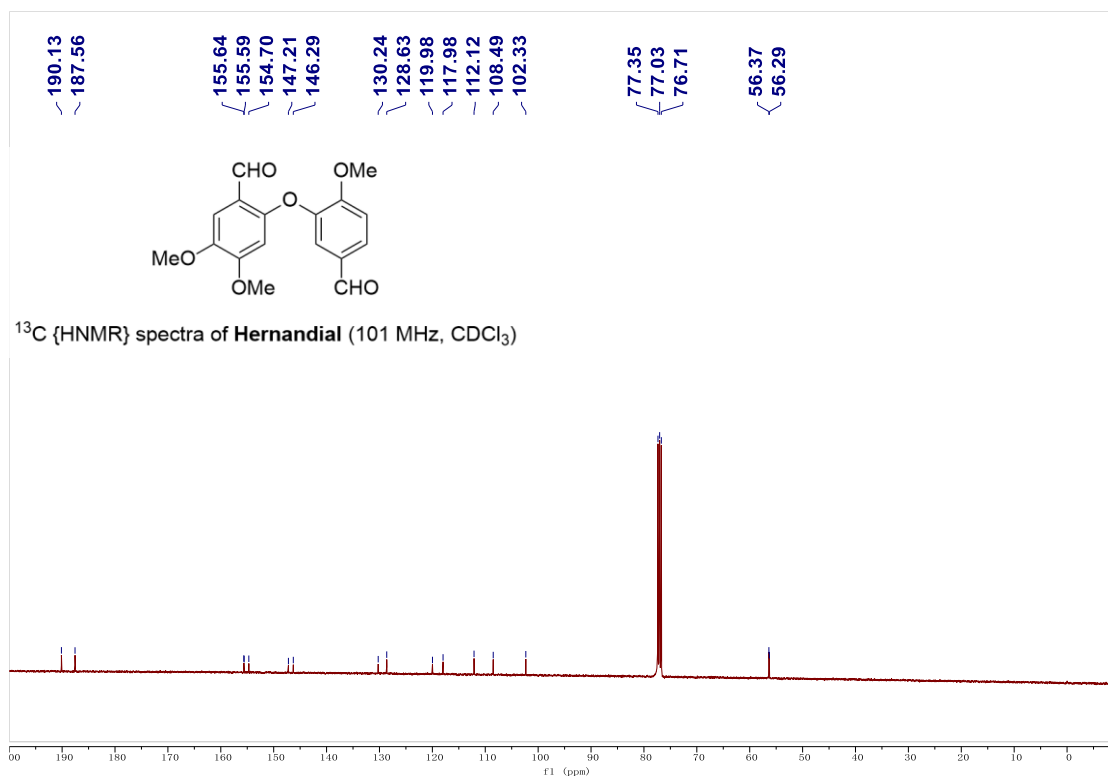 190.13
187.56
155.64
155.59
154.70
147.21
146.29
130.24
128.63
119.98
117.98
112.12
108.49
102.33
77.35
77.03
76.71
56.37
56.29
CHO
OMe
O
MeO
OMe
CHO
¹³C {HNMR} spectra of Hernandial (101 MHz, CDCl₃)
00 190 180 170 160 150 140 130 120 110 100 90 80 70 60 50 40 30 20 10 0
f1 (ppm)